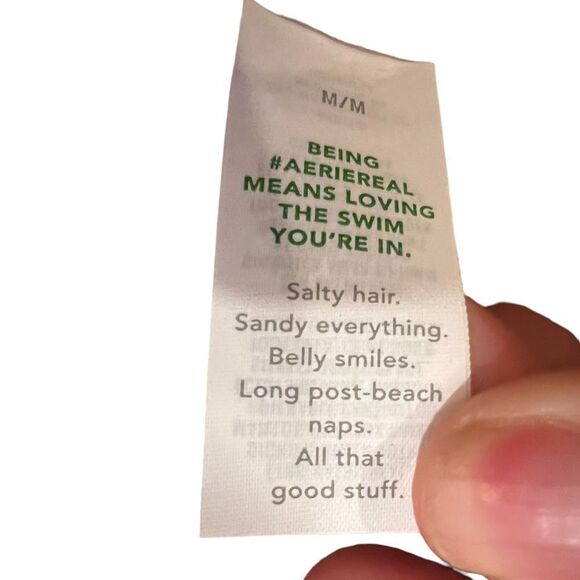 M/M
BEING
#AERIEREAL
MEANS LOVING
THE SWIM
YOU'RE IN.
Salty hair.
Sandy everything.
Belly smiles.
Long post-beach
naps.
All that
good stuff.